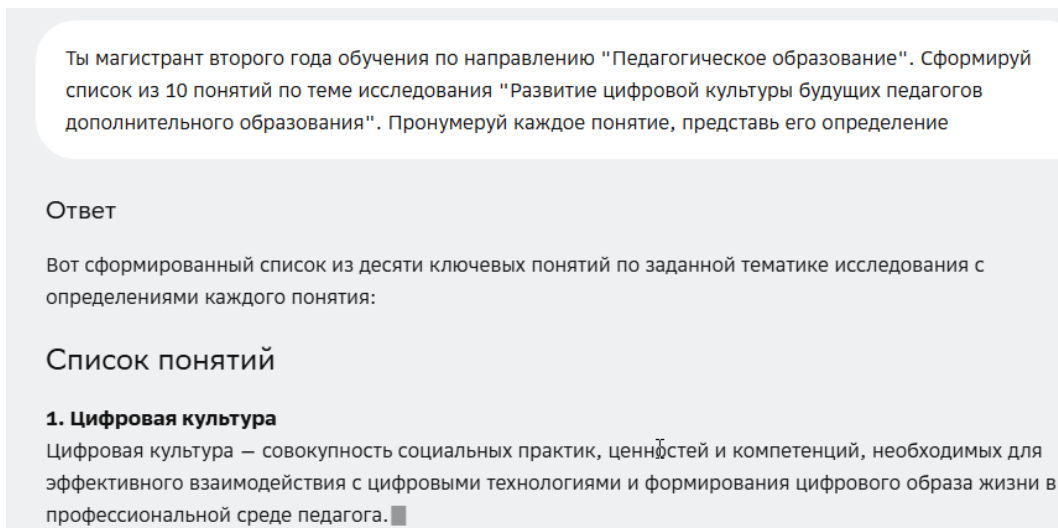 Ты магистрант второго года обучения по направлению "Педагогическое образование". Сформируй
список из 10 понятий по теме исследования "Развитие цифровой культуры будущих педагогов
дополнительного образования". Пронумеруй каждое понятие, представь его определение
Ответ
Вот сформированный список из десяти ключевых понятий по заданной тематике исследования с
определениями каждого понятия:
Список понятий
1. Цифровая культура
Цифровая культура — совокупность социальных практик, ценностей и компетенций, необходимых для
эффективного взаимодействия с цифровыми технологиями и формирования цифрового образа жизни в
профессиональной среде педагога.